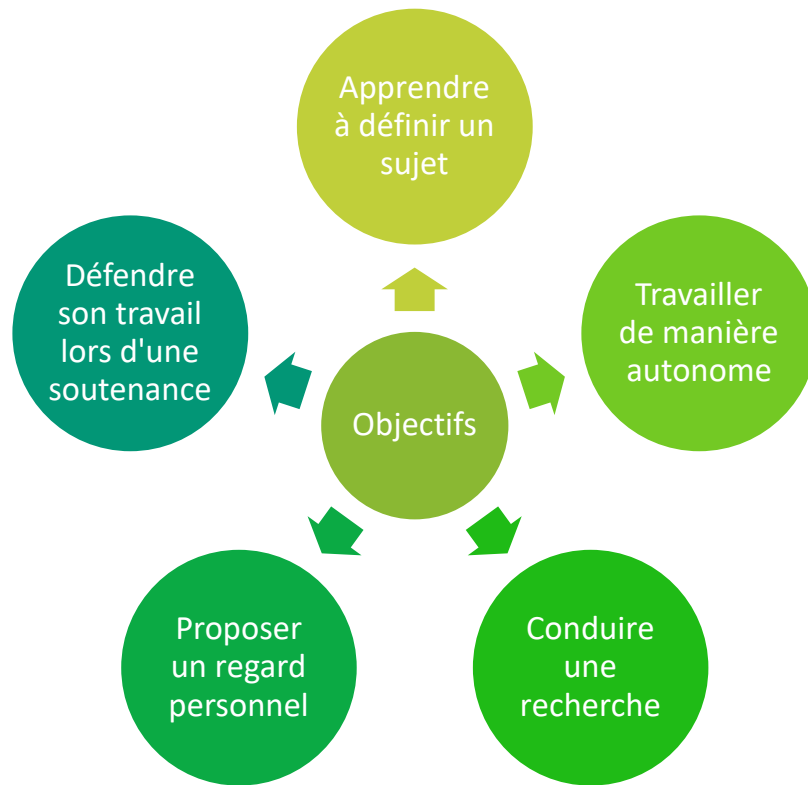 Apprendre
à définir un
sujet
Travailler
de manière
autonome
Conduire
une
recherche
Proposer
un regard
personnel
Défendre
son travail
lors d'une
soutenance
Objectifs